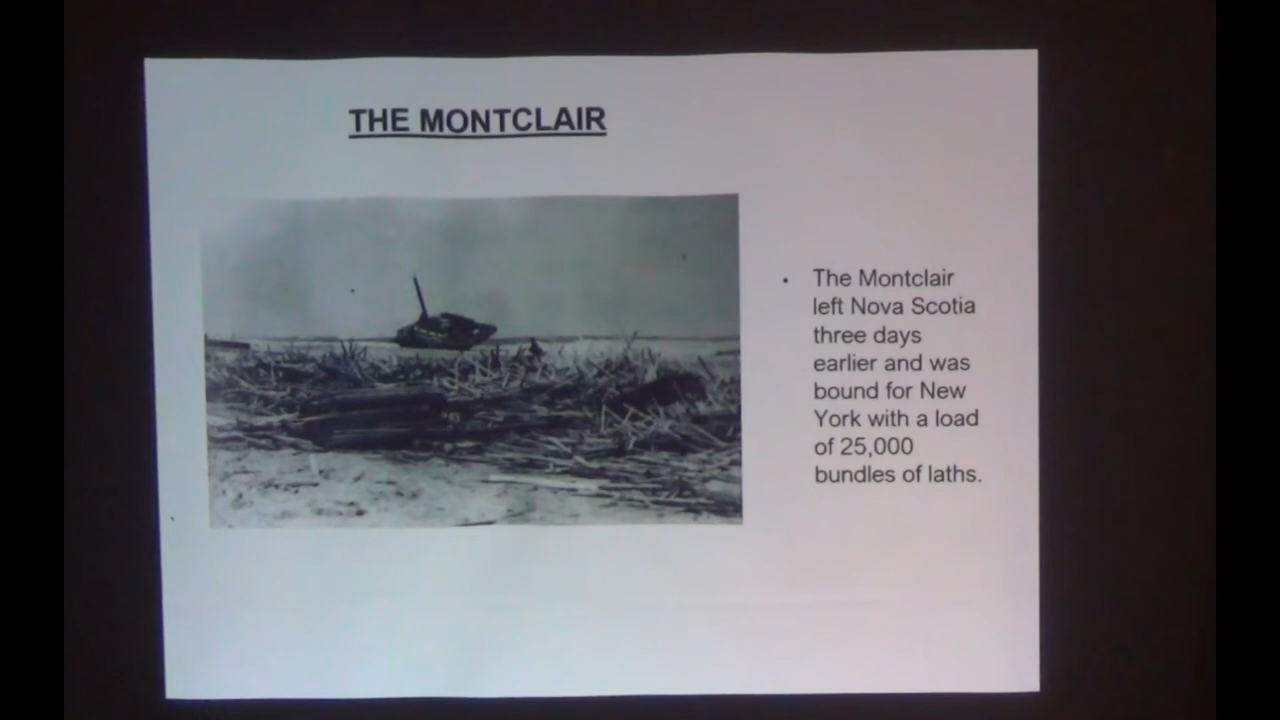 THE MONTCLAIR
• The Montclair
left Nova Scotia
three days
earlier and was
bound for New
York with a load
of 25,000
bundles of laths.